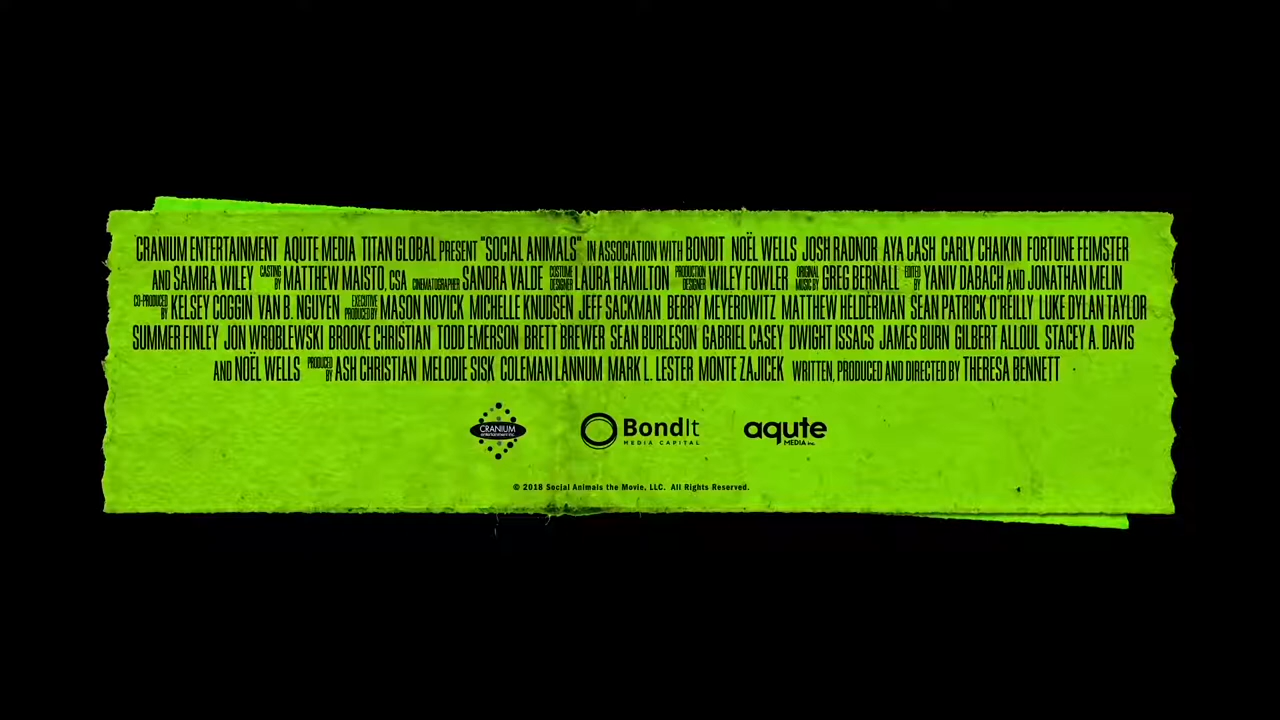 CRANIUM ENTERTAINMENT AQUTE MEDIA TITAN GLOBAL PRESENT "SOCIAL ANIMALS" IN ASSOCIATION WITH BONDIT NOËL WELLS JOSH RADNOR AYA CASH CARLY CHAIKIN FORTUNE FEIMSTER
AND SAMIRA WILEY CASTING BY MATTHEW MAISTO, CSA CINEMATOGRAPHER SANDRA VALDE COSTUME DESIGNER LAURA HAMILTON PRODUCTION DESIGNER WILEY FOWLER ORIGINAL MUSIC BY GREG BERNALL EDITED BY YANIV DABACH AND JONATHAN MELIN
CO-PRODUCED BY KELSEY COGGIN VAN B. NGUYEN EXECUTIVE PRODUCED BY MASON NOVICK MICHELLE KNUDSEN JEFF SACKMAN BERRY MEYEROWITZ MATTHEW HELDERMAN SEAN PATRICK O'REILLY LUKE DYLAN TAYLOR
SUMMER FINLEY JON WROBLEWSKI BROOKE CHRISTIAN TODD EMERSON BRETT BREWER SEAN BURLESON GABRIEL CASEY DWIGHT ISSACS JAMES BURN GILBERT ALLOUL STACEY A. DAVIS
AND NOËL WELLS PRODUCED BY ASH CHRISTIAN MELODIE SISK COLEMAN LANNUM MARK L. LESTER MONTE ZAJICEK WRITTEN, PRODUCED AND DIRECTED BY THERESA BENNETT
CRANIUM entertainment inc.
BondIt MEDIA CAPITAL
aqute MEDIA inc.
© 2018 Social Animals the Movie, LLC. All Rights Reserved.